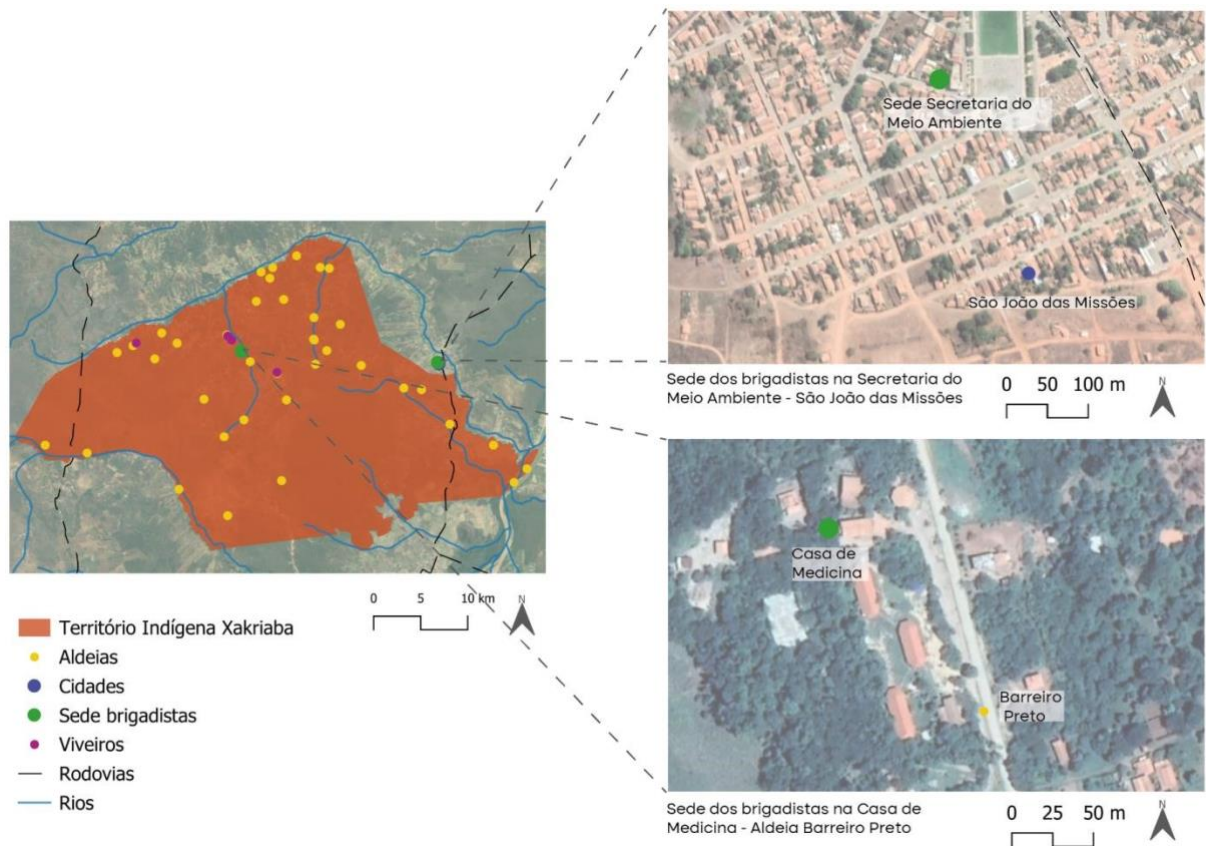 Sede Secretaria do
Meio Ambiente
São João das Missões
Sede dos brigadistas na Secretaria do
Meio Ambiente - São João das Missões
0 50 100 m
N
Casa de
Medicina
Barreiro
Preto
Sede dos brigadistas na Casa de
Medicina - Aldeia Barreiro Preto
0 25 50 m
N
0 5 10 km
N
Território Indígena Xakriaba
Aldeias
Cidades
Sede brigadistas
Viveiros
Rodovias
Rios